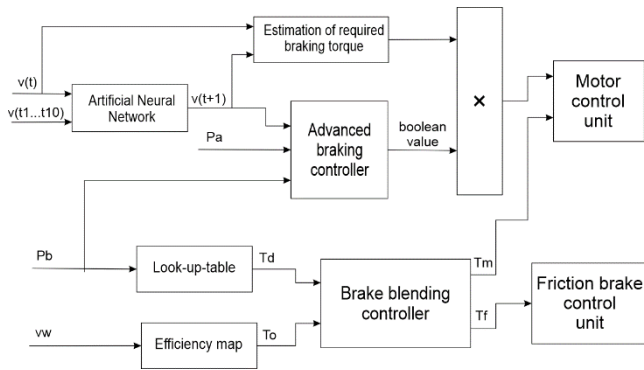 Estimation of required
braking torque
v(t)
v(t1...t10)
Artificial Neural
Network
v(t+1)
Pa
Advanced
braking
controller
boolean
value
×
Motor
control
unit
Pb
Look-up-table
Td
vw
Efficiency map
To
Brake blending
controller
Tm
Tf
Friction brake
control
unit